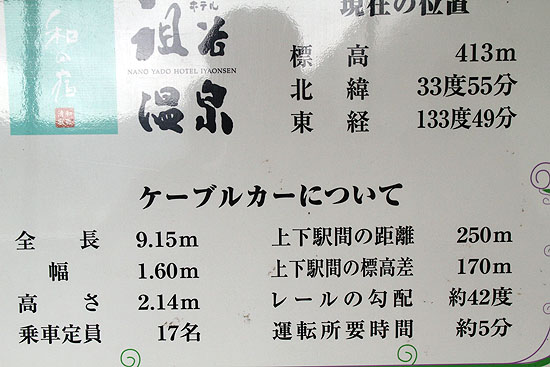 和の宿
ホテル
祖谷
NANO YADO HOTEL IYAONSEN
温泉
現在の位置
標高 413m
北緯 33度55分
東経 133度49分
ケーブルカーについて
全長 9.15m
幅 1.60m
高さ 2.14m
乗車定員 17名
上下駅間の距離 250m
上下駅間の標高差 170m
レールの勾配 約42度
運転所要時間 約5分